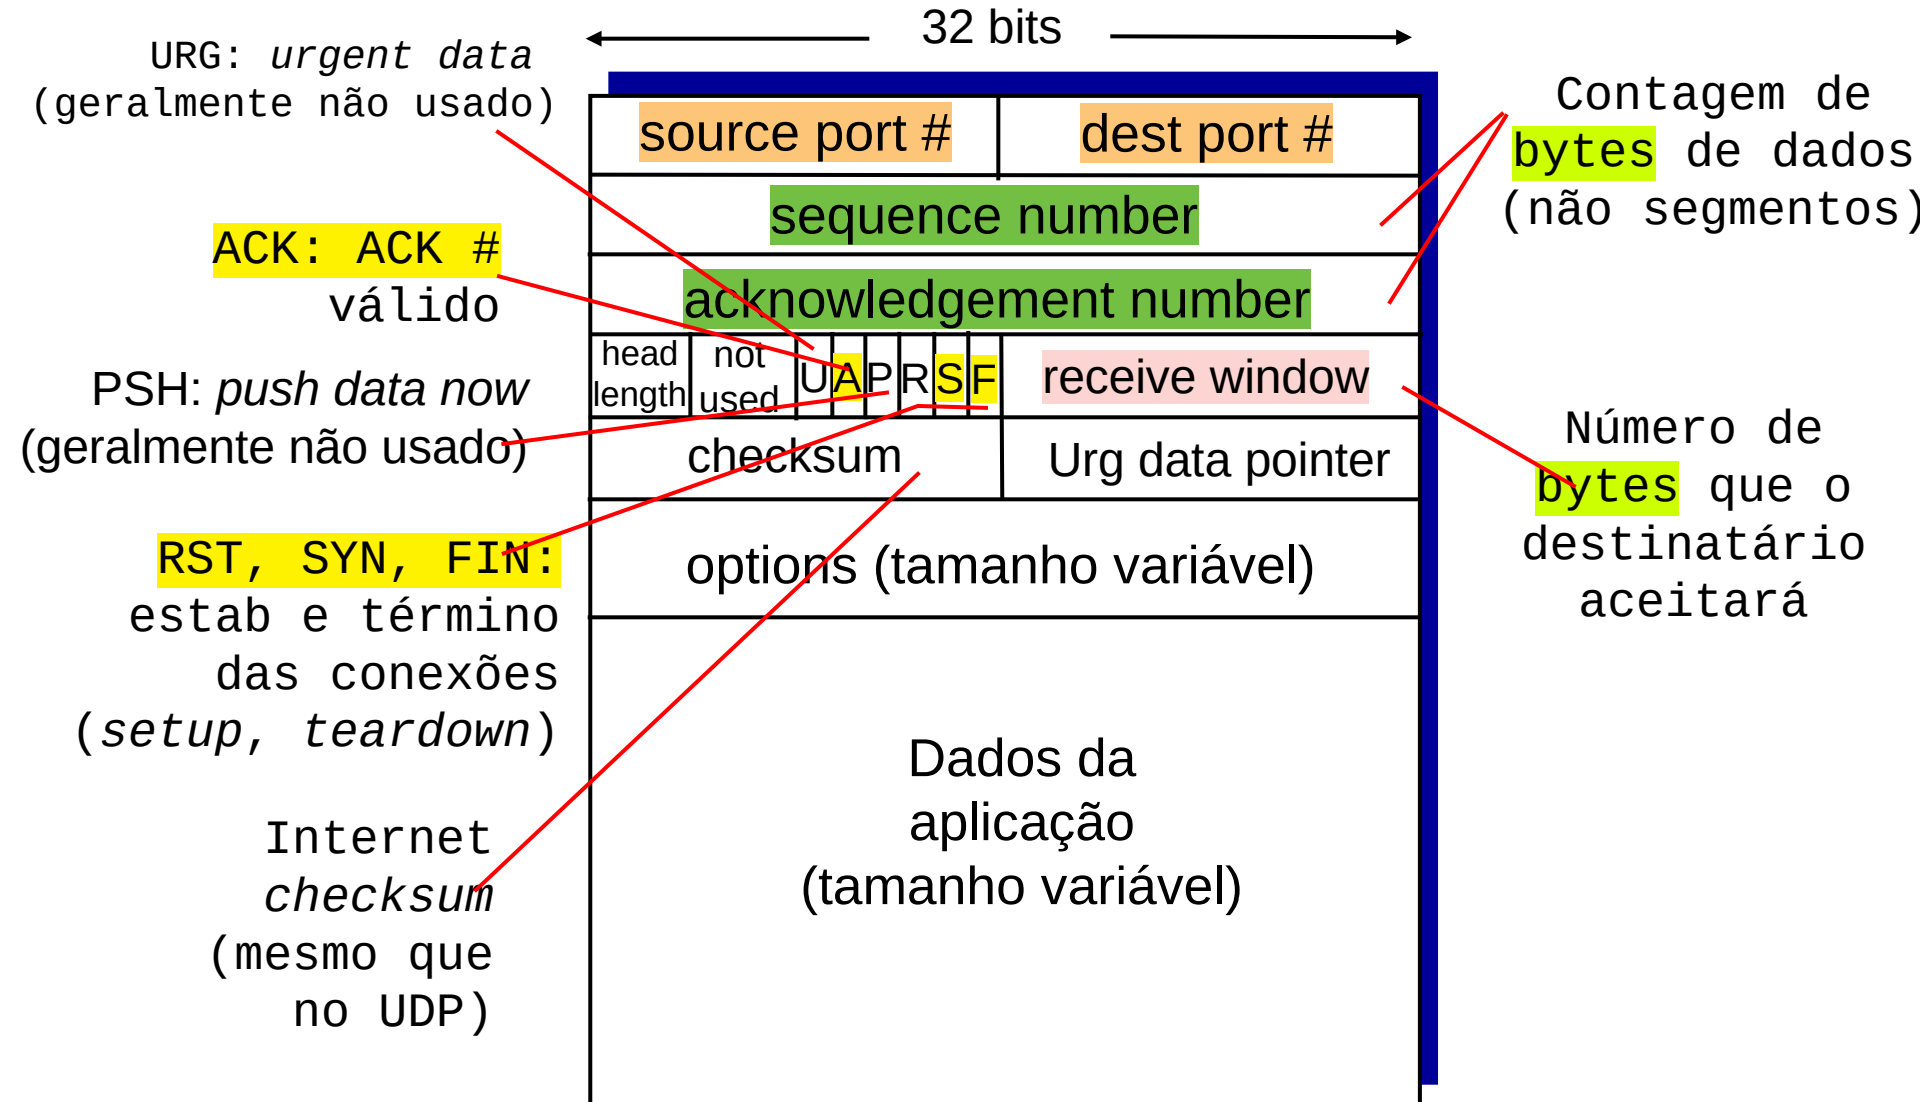 32 bits
URG: urgent data
(geralmente não usado)
ACK: ACK #
válido
PSH: push data now
(geralmente não usado)
RST, SYN, FIN:
estab e término
das conexões
(setup, teardown)
Internet
checksum
(mesmo que
no UDP)
source port #
dest port #
sequence number
acknowledgement number
head
length
not
used
U
A
P
R
S
F
receive window
checksum
Urg data pointer
options (tamanho variável)
Dados da
aplicação
(tamanho variável)
Contagem de
bytes de dados
(não segmentos)
Número de
bytes que o
destinatário
aceitará